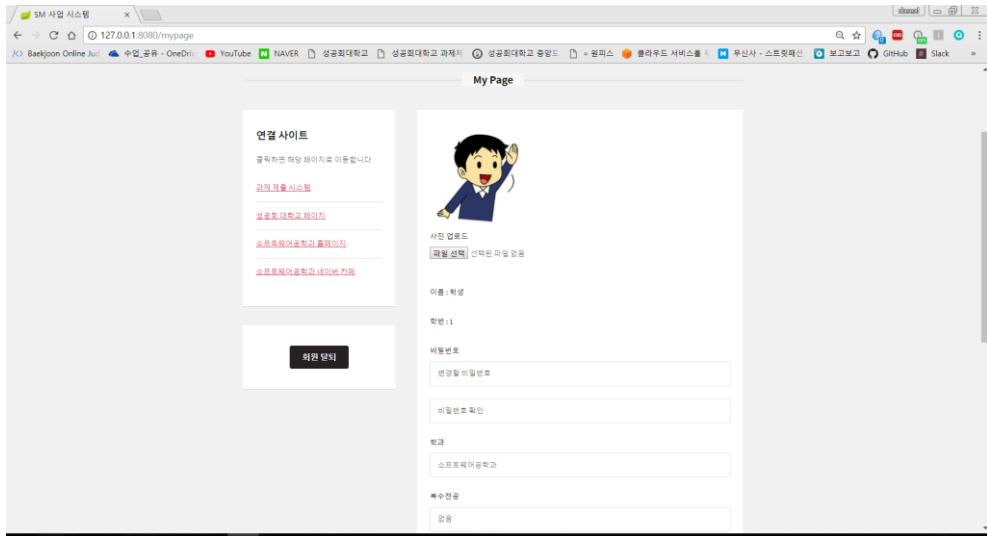 SM 사업 시스템
127.0.0.1:8080/mypage
Baekjoon Online Jud 수업_공유 - OneDriv YouTube NAVER 성공회대학교 성공회대학교 과제제 성공회대학교 중앙도 » 원피스 클라우드 서비스를 무신사 - 스트릿패션 보고보고 GitHub Slack »
My Page
연결 사이트
클릭하면 해당 페이지로 이동합니다
과제 제출 시스템
성공회 대학교 페이지
소프트웨어공학과 홈페이지
소프트웨어공학과 네이버 카페
회원 탈퇴
사진 업로드
파일 선택 선택된 파일 없음
이름 : 학생
학번 : 1
비밀번호
변경할 비밀번호
비밀번호 확인
학과
소프트웨어공학과
복수전공
없음